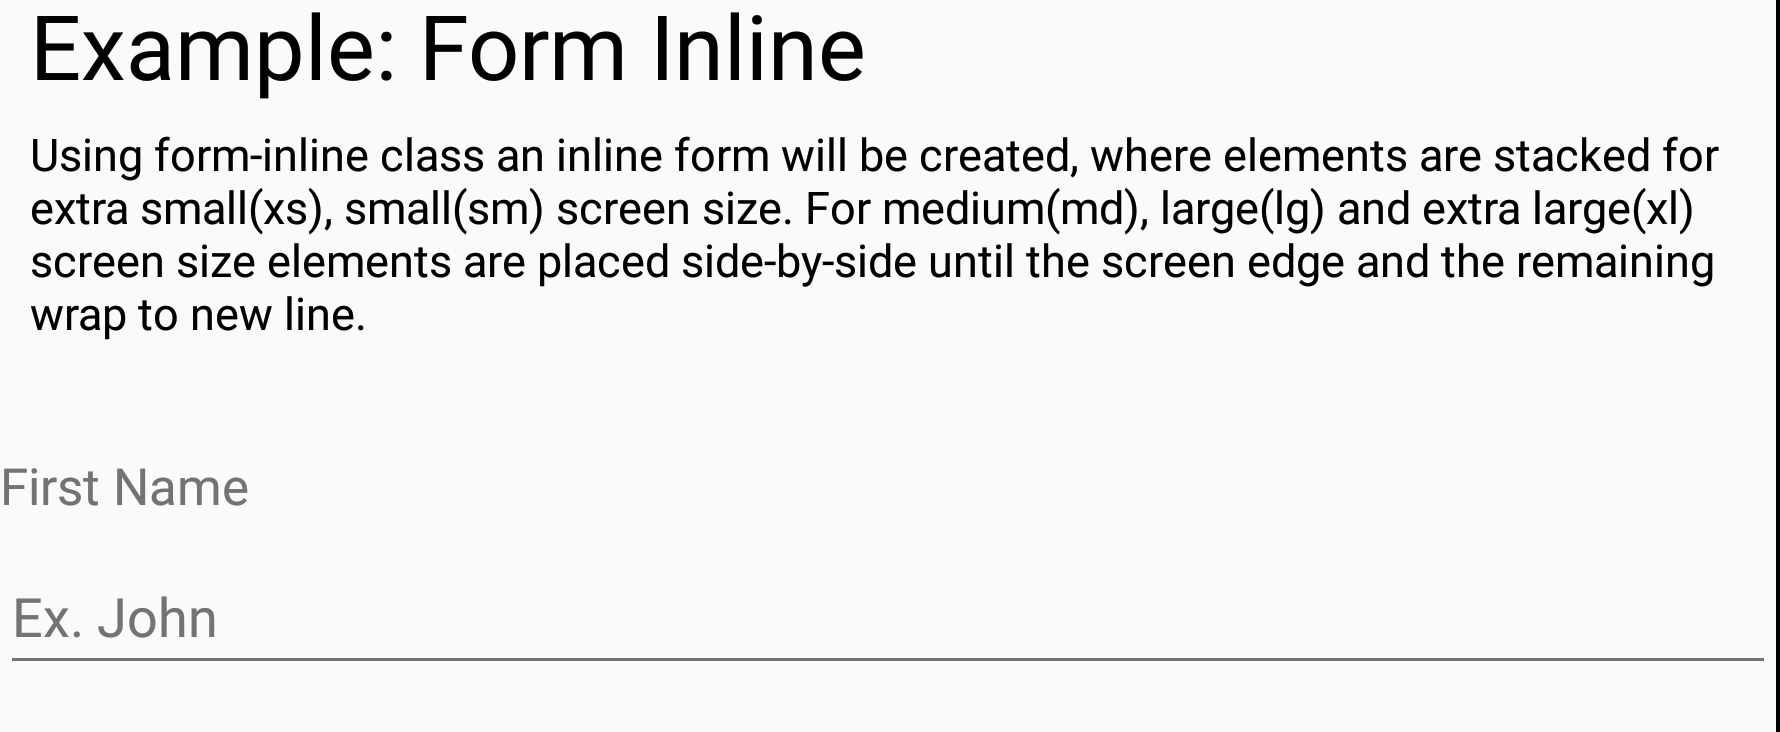 Example: Form Inline
Using form-inline class an inline form will be created, where elements are stacked for
extra small(xs), small(sm) screen size. For medium(md), large(lg) and extra large(xl)
screen size elements are placed side-by-side until the screen edge and the remaining
wrap to new line.
First Name
Ex. John